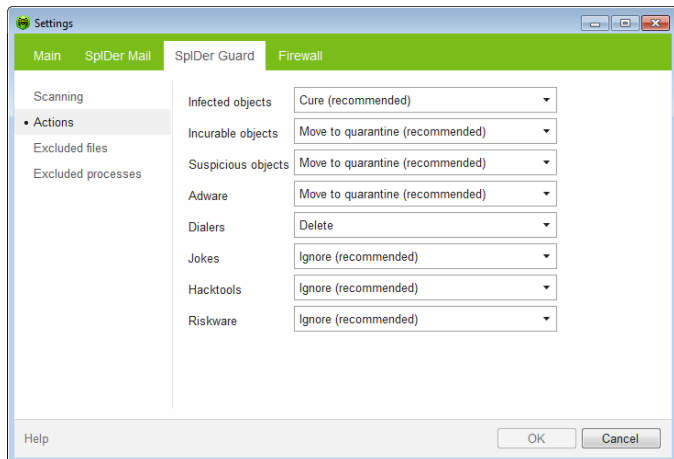 Settings
Main SpIDer Mail SpIDer Guard Firewall
Scanning
Actions
Excluded files
Excluded processes
Infected objects Cure (recommended)
Incurable objects Move to quarantine (recommended)
Suspicious objects Move to quarantine (recommended)
Adware Move to quarantine (recommended)
Dialers Delete
Jokes Ignore (recommended)
Hacktools Ignore (recommended)
Riskware Ignore (recommended)
Help OK Cancel